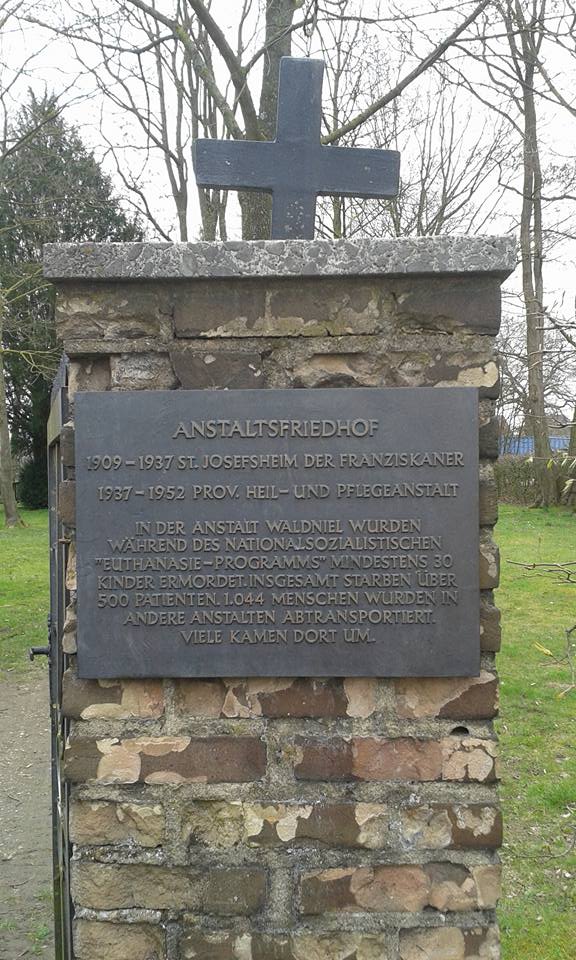 ANSTALTSFRIEDHOF
1909 – 1937 ST. JOSEFSHEIM DER FRANZISKANER
1937 – 1952 PROV. HEIL – UND PFLEGEANSTALT
IN DER ANSTALT WALDNIEL WURDEN
WÄHREND DES NATIONALSOZIALISTISCHEN
"EUTHANASIE – PROGRAMMS" MINDESTENS 30
KINDER ERMORDET. INSGESAMT STARBEN ÜBER
500 PATIENTEN. 1.044 MENSCHEN WURDEN IN
ANDERE ANSTALTEN ABTRANSPORTIERT.
VIELE KAMEN DORT UM.